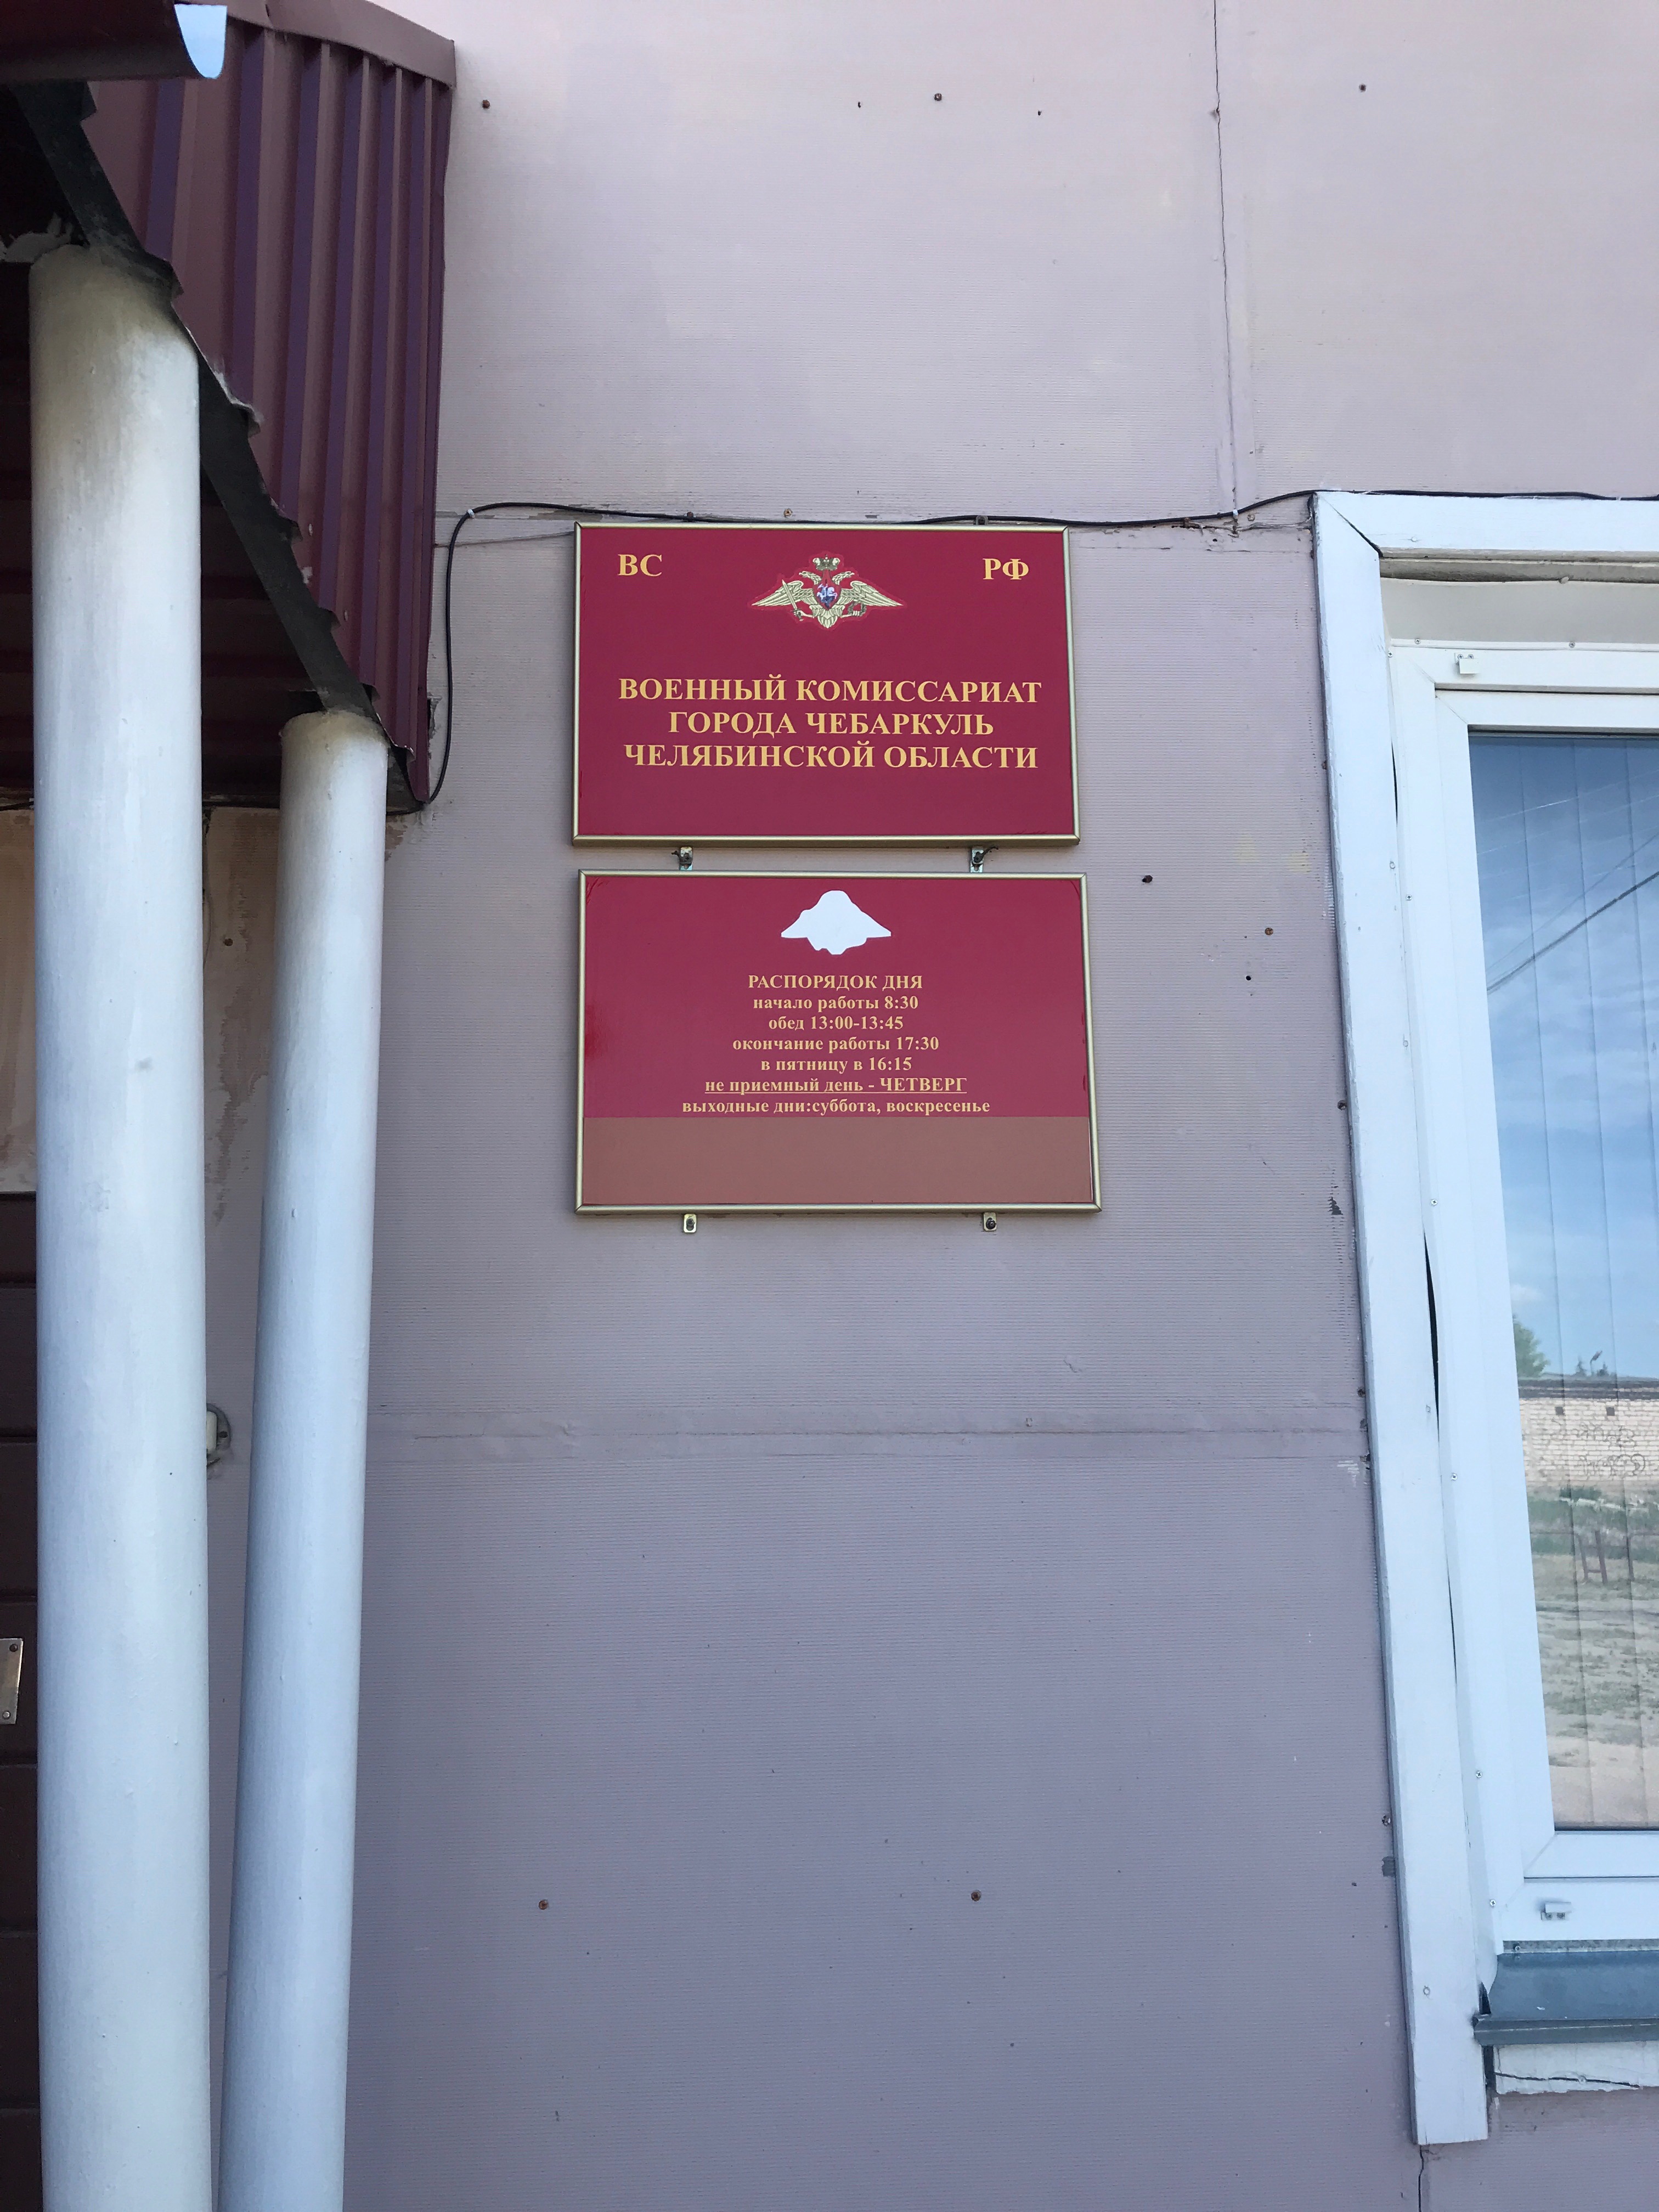 ВС РФ
ВОЕННЫЙ КОМИССАРИАТ
ГОРОДА ЧЕБАРКУЛЬ
ЧЕЛЯБИНСКОЙ ОБЛАСТИ
РАСПОРЯДОК ДНЯ
начало работы 8:30
обед 13:00-13:45
окончание работы 17:30
в пятницу в 16:15
не приемный день - ЧЕТВЕРГ
выходные дни:суббота, воскресенье